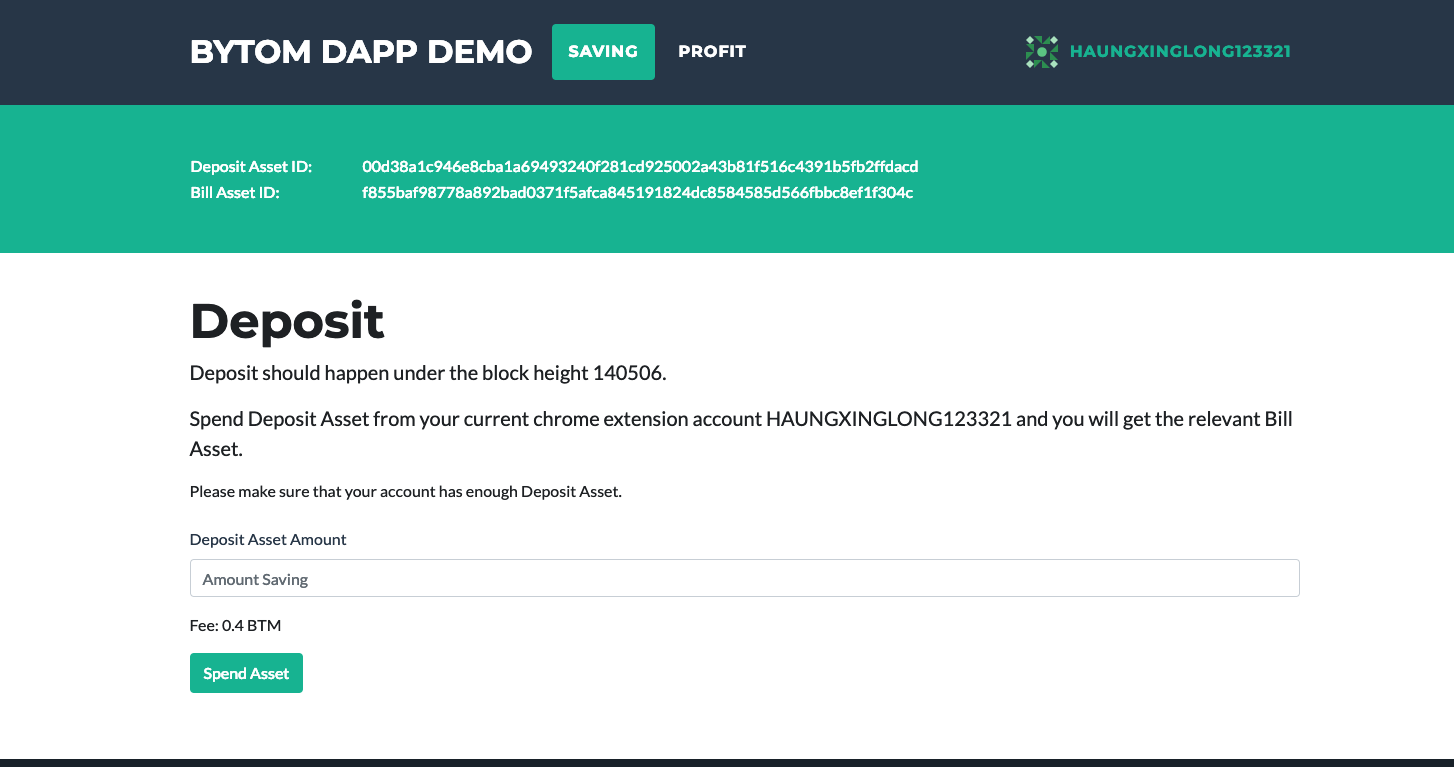 BYTOM DAPP DEMO SAVING PROFIT HAUNGXINGLONG123321
Deposit Asset ID: 00d38a1c946e8cba1a69493240f281cd925002a43b81f516c4391b5fb2ffdacd
Bill Asset ID: f855baf98778a892bad0371f5afca845191824dc8584585d566fbbc8ef1f304c
Deposit
Deposit should happen under the block height 140506.
Spend Deposit Asset from your current chrome extension account HAUNGXINGLONG123321 and you will get the relevant Bill
Asset.
Please make sure that your account has enough Deposit Asset.
Deposit Asset Amount
Amount Saving
Fee: 0.4 BTM
Spend Asset